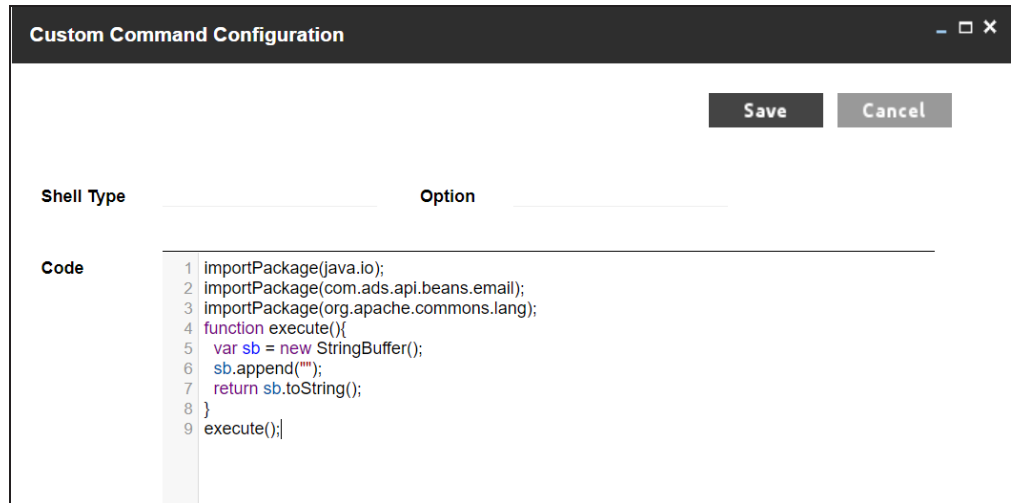 Custom Command Configuration
Save Cancel
Shell Type Option
Code
1 importPackage(java.io);
2 importPackage(com.ads.api.beans.email);
3 importPackage(org.apache.commons.lang);
4 function execute(){
5 var sb = new StringBuffer();
6 sb.append("");
7 return sb.toString();
8 }
9 execute();